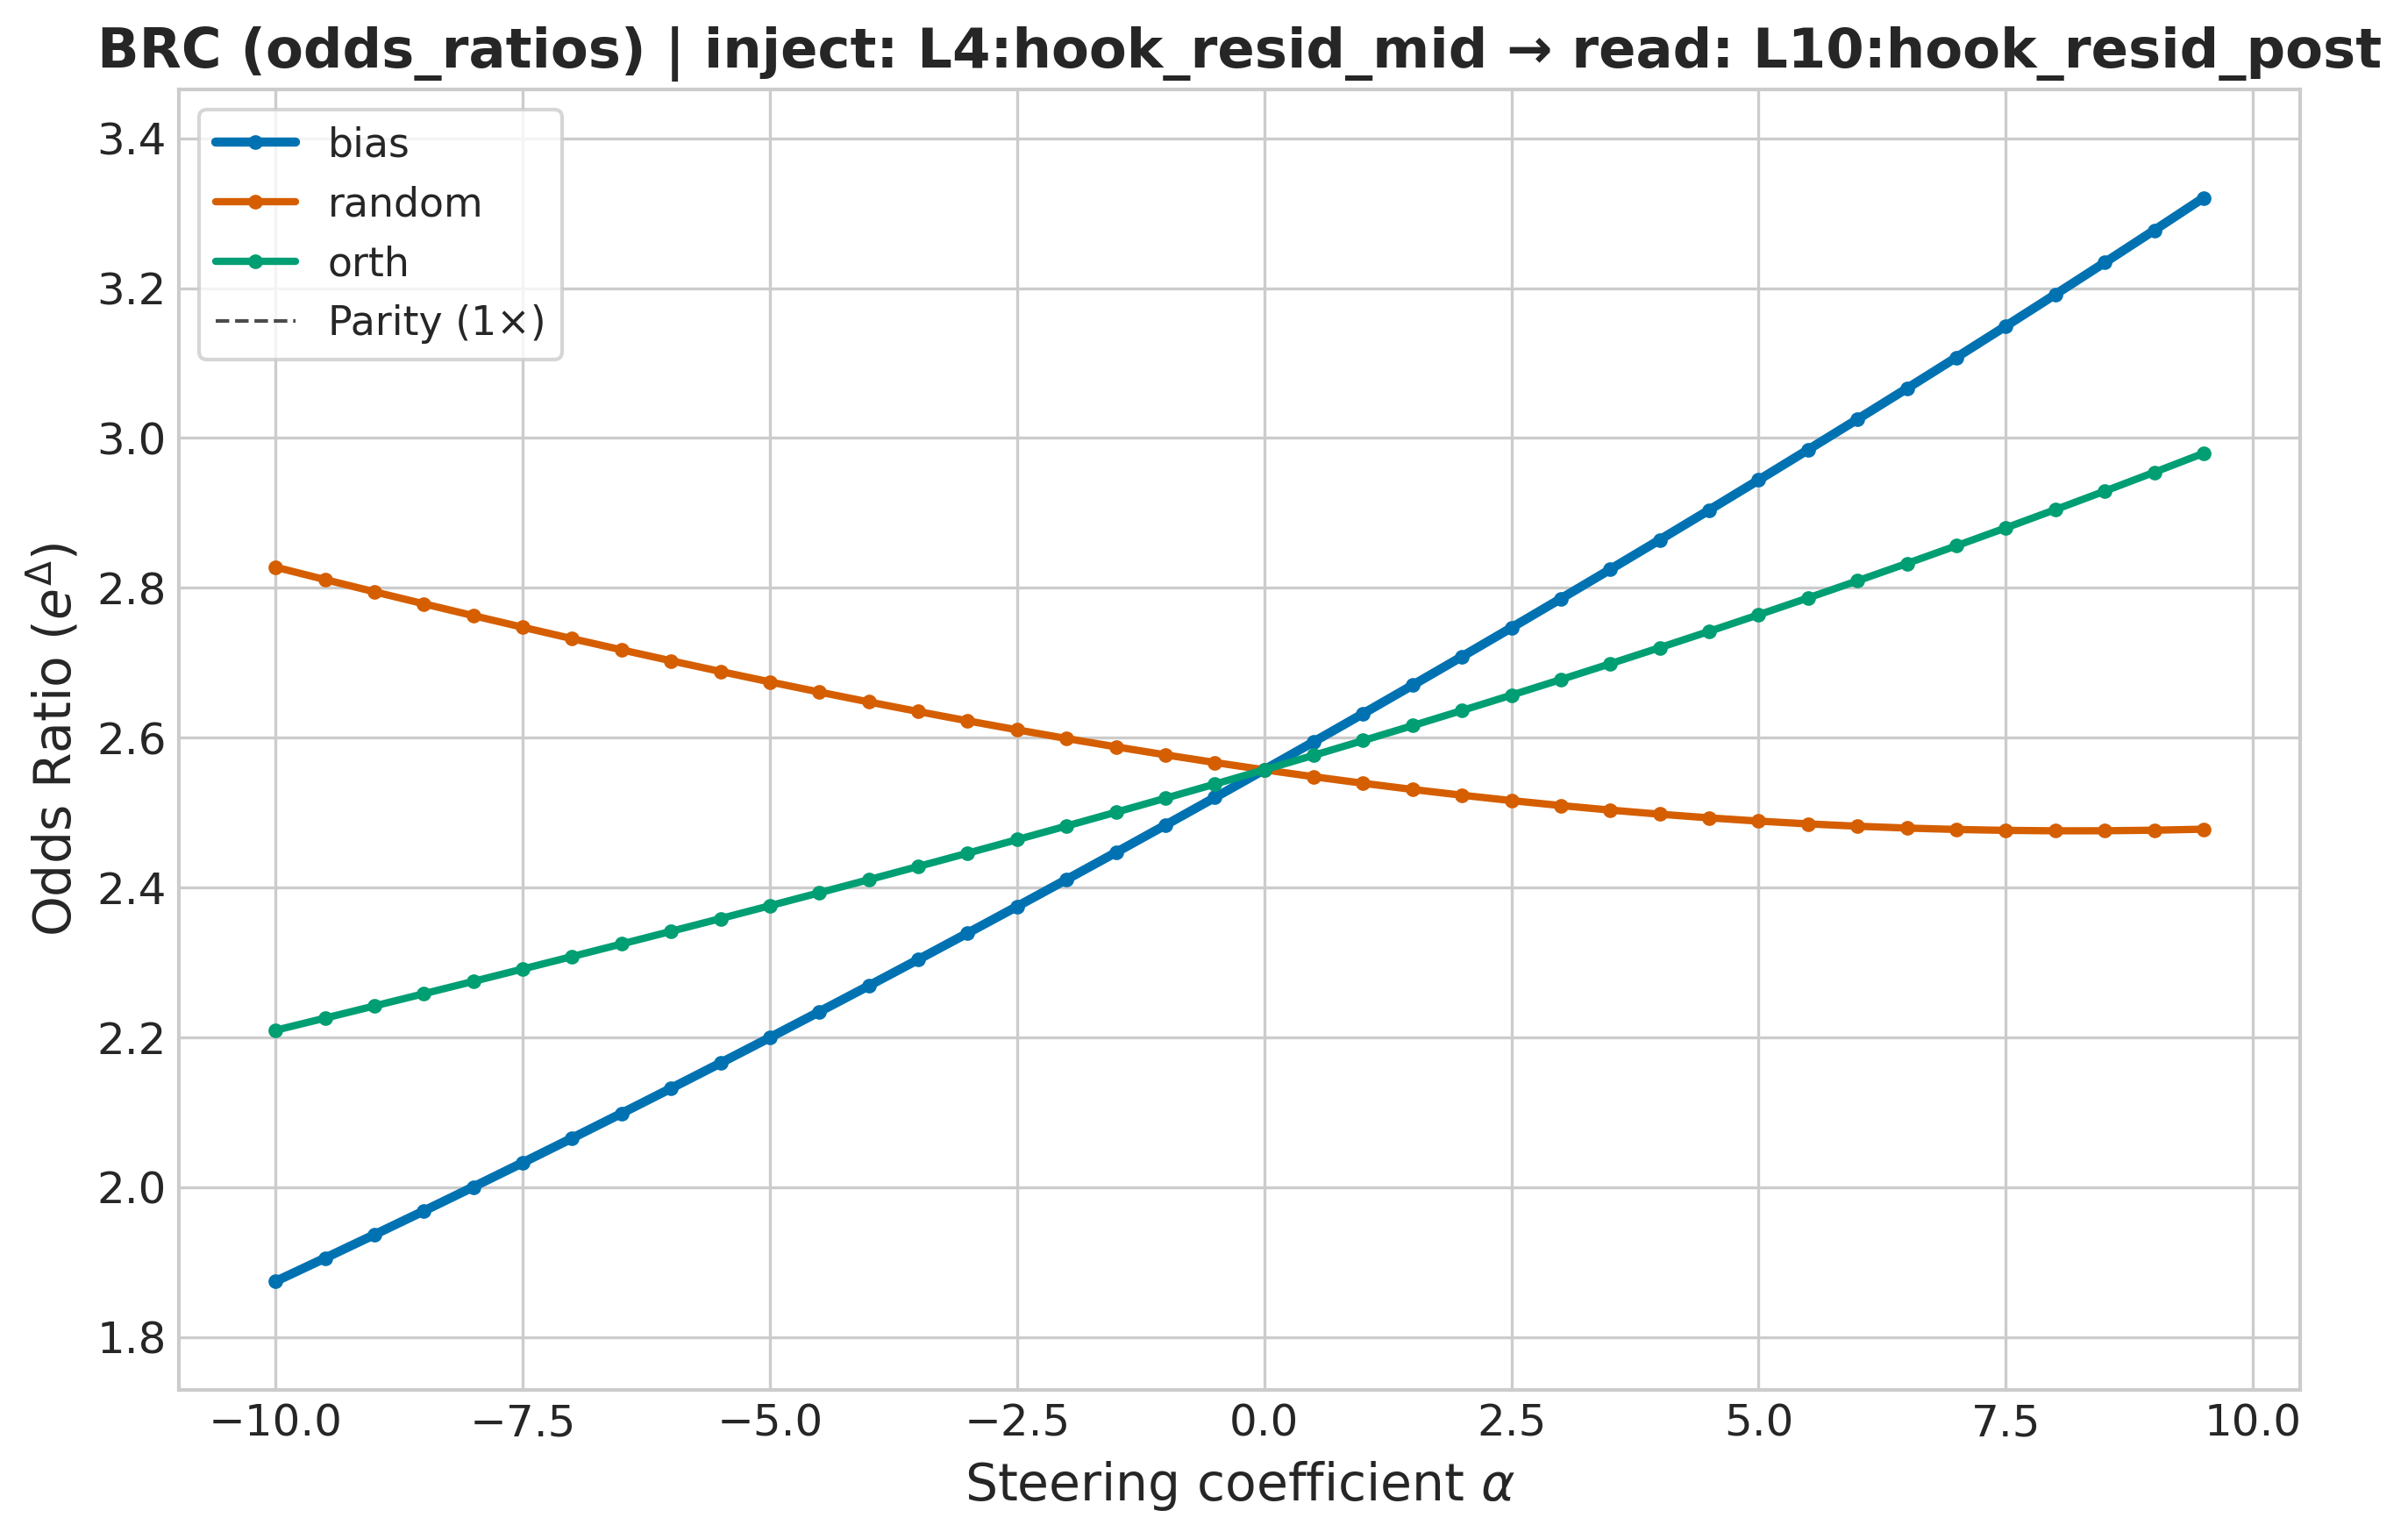 BRC (odds_ratios) | inject: L4:hook_resid_mid → read: L10:hook_resid_post
bias
random
orth
Parity (1×)
Odds Ratio (e^Δ)
3.4
3.2
3.0
2.8
2.6
2.4
2.2
2.0
1.8
−10.0 −7.5 −5.0 −2.5 0.0 2.5 5.0 7.5 10.0
Steering coefficient α